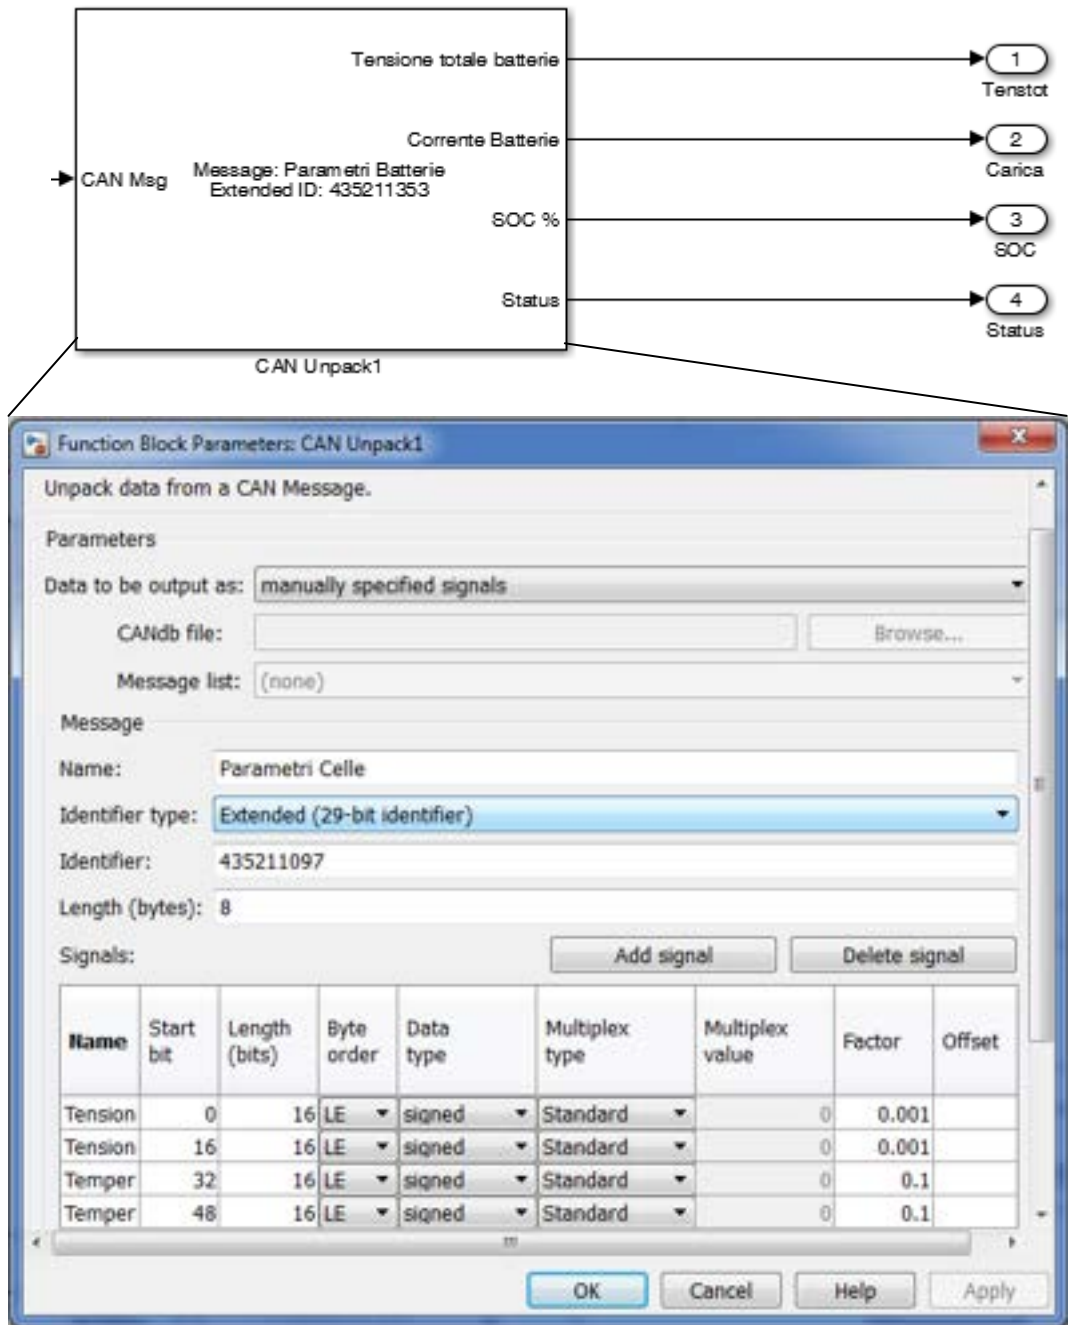 Tensione totale batterie
1
Tenstot
Corrente Batterie
2
Carica
CAN Msg
Message: Parametri Batterie
Extended ID: 435211353
SOC %
3
SOC
Status
4
Status
CAN Unpack1
Function Block Parameters: CAN Unpack1
Unpack data from a CAN Message.
Parameters
Data to be output as: manually specified signals
CANdb file: Browse...
Message list: (none)
Message
Name: Parametri Celle
Identifier type: Extended (29-bit identifier)
Identifier: 435211097
Length (bytes): 8
Signals: Add signal Delete signal
Name Start bit Length (bits) Byte order Data type Multiplex type Multiplex value Factor Offset
Tension 0 16 LE signed Standard 0 0.001
Tension 16 16 LE signed Standard 0 0.001
Temper 32 16 LE signed Standard 0 0.1
Temper 48 16 LE signed Standard 0 0.1
OK Cancel Help Apply